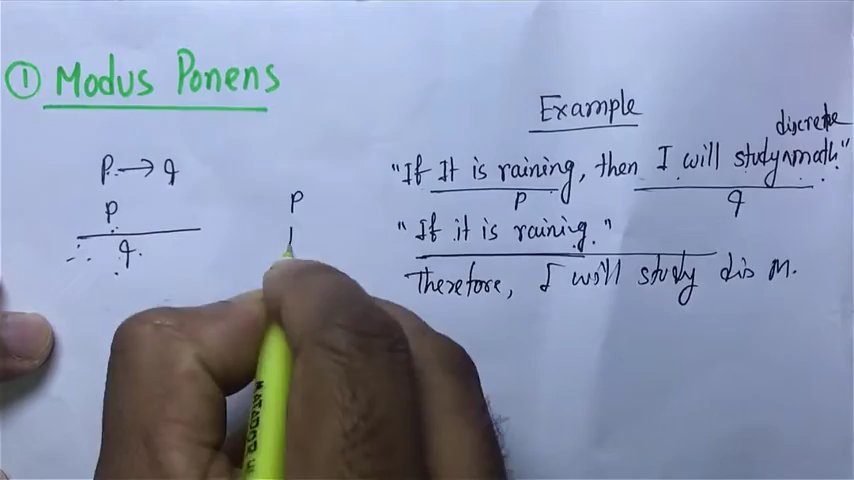 ① Modus Ponens
P → q
P
∴ q
P
Example
"If It is raining, then I will study discrete math"
P
q
"If it is raining."
Therefore, I will study dis M.
MATADOR